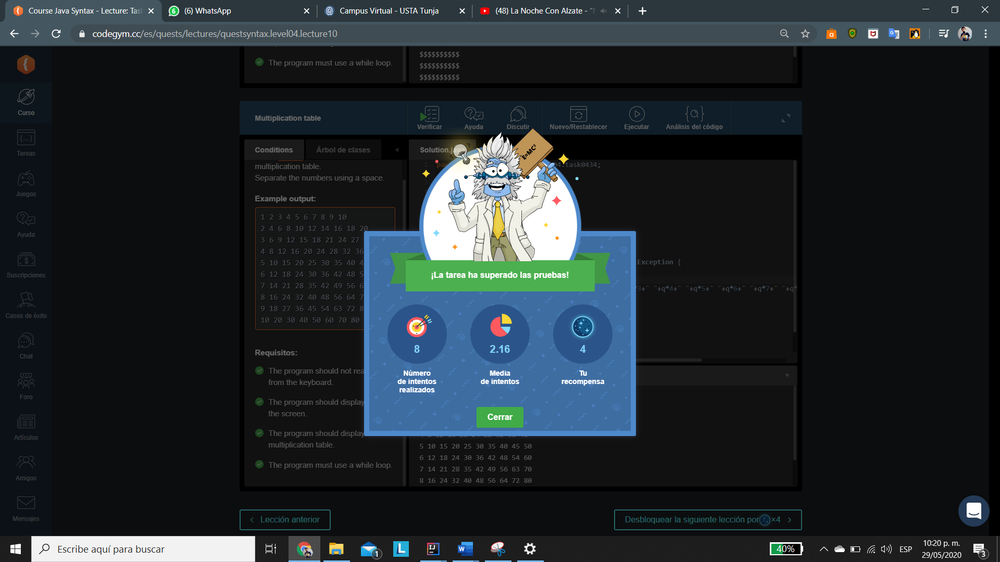 Course Java Syntax - Lecture: Tas
(6) WhatsApp
Campus Virtual - USTA Tunja
(48) La Noche Con Alzate - "
codegym.cc/es/quests/lectures/questsyntax.level04.lecture10
Curso
Tareas
Juegos
Ayuda
Suscripciones
Casos de éxito
Chat
Foro
Artículos
Amigos
Mensajes
The program must use a while loop.
$$$$$$$$$$
$$$$$$$$$$
$$$$$$$$$$
Multiplication table
Verificar
Ayuda
Discutir
Nuevo/Restablecer
Ejecutar
Análisis del código
Conditions
Árbol de clases
Solution.java
multiplication table.
Separate the numbers using a space.
Example output:
1 2 3 4 5 6 7 8 9 10
2 4 6 8 10 12 14 16 18 20
3 6 9 12 15 18 21 24 27
4 8 12 16 20 24 28 32 36
5 10 15 20 25 30 35 40 4
6 12 18 24 30 36 42 48 5
7 14 21 28 35 42 49 56 6
8 16 24 32 40 48 56 64 7
9 18 27 36 45 54 63 72 8
10 20 30 40 50 60 70 80
Requisitos:
The program should not rea
from the keyboard.
The program should display
the screen.
The program should display
multiplication table.
The program must use a while loop.
1 pac
04.task0434;
Exception {
3+" "+q*4+" "+q*5+" "+q*6+" "+q*7+" "+q*
E=MC²
¡La tarea ha superado las pruebas!
8
Número
de intentos
realizados
2.16
Media
de intentos
4
Tu
recompensa
Cerrar
5 10 15 20 25 30 35 40 45 50
6 12 18 24 30 36 42 48 54 60
7 14 21 28 35 42 49 56 63 70
8 16 24 32 40 48 56 64 72 80
Lección anterior
Desbloquear la siguiente lección por ×4
Escribe aquí para buscar
1
40%
ESP
10:20 p. m.
29/05/2020
3